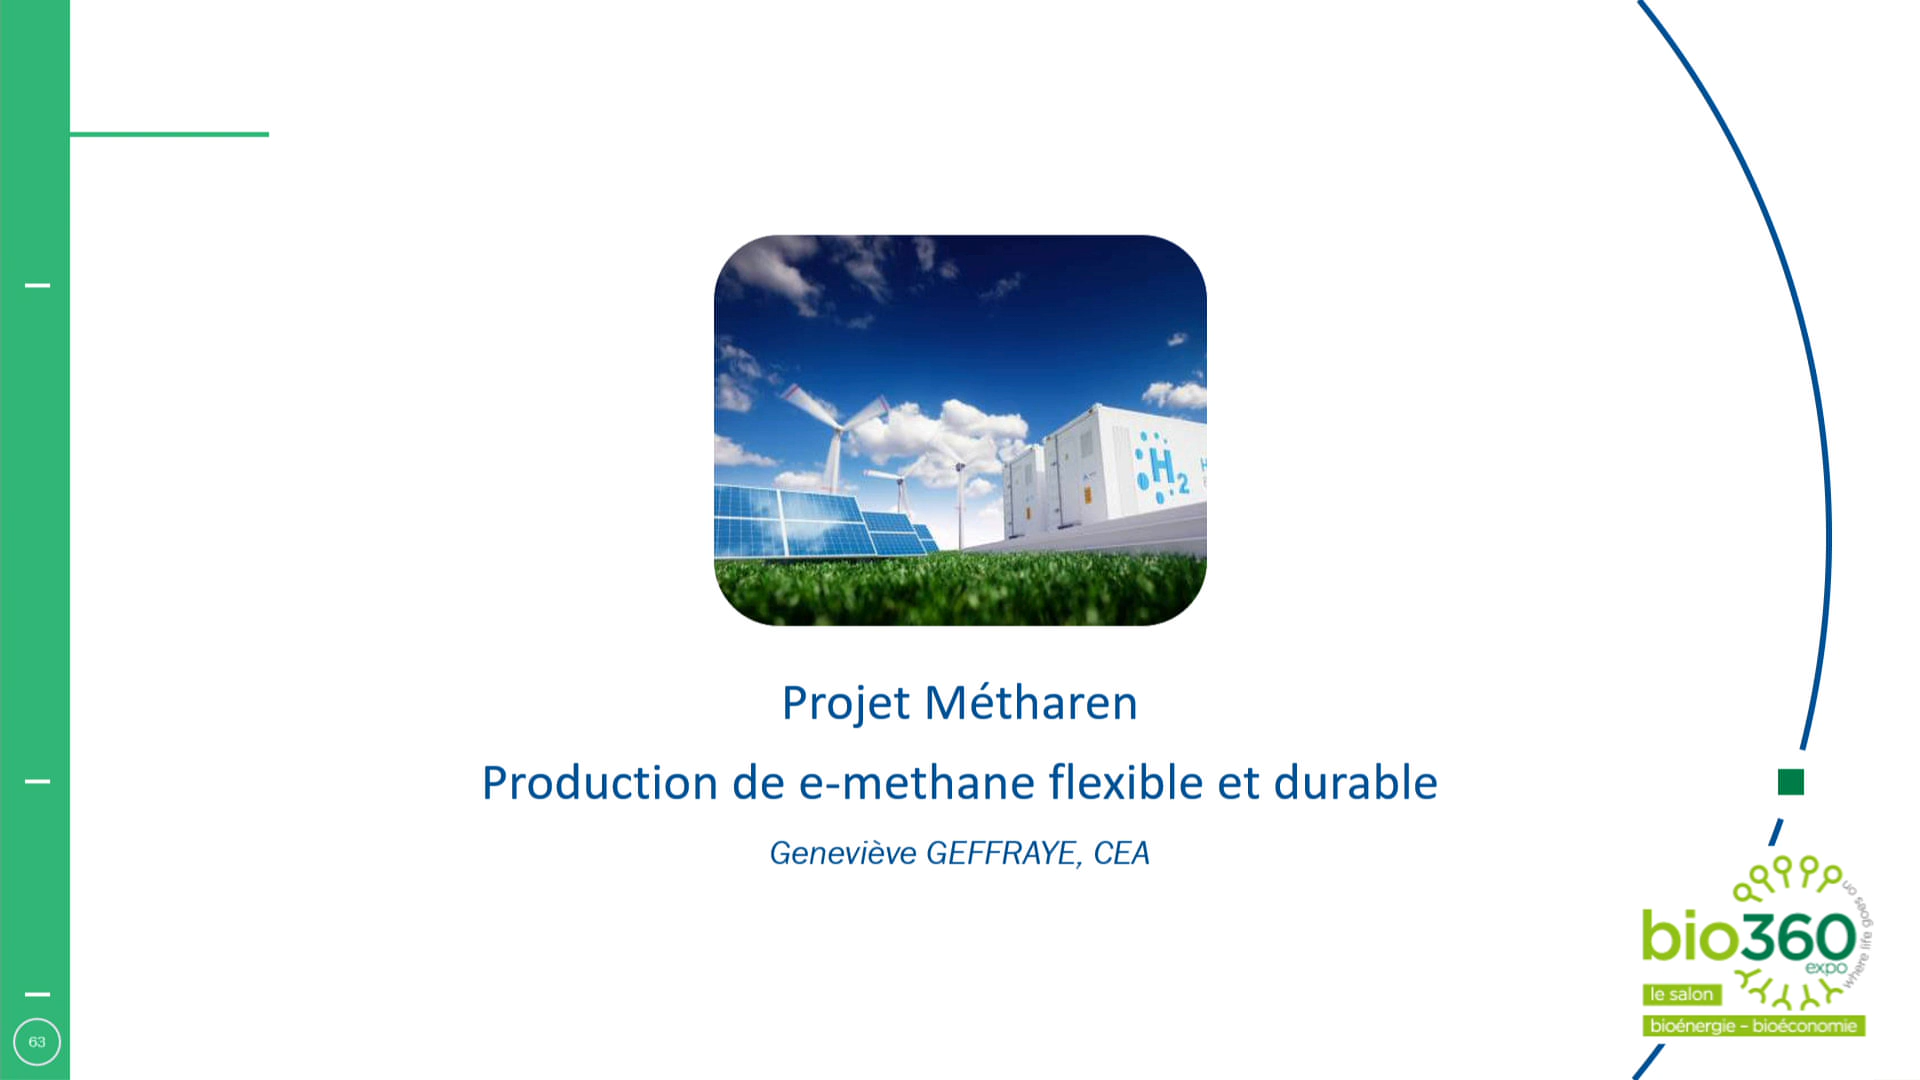 H2
Projet Métharen
Production de e-methane flexible et durable
Geneviève GEFFRAYE, CEA
bio360
expo
where life goes on
le salon
bioénergie – bioéconomie
63